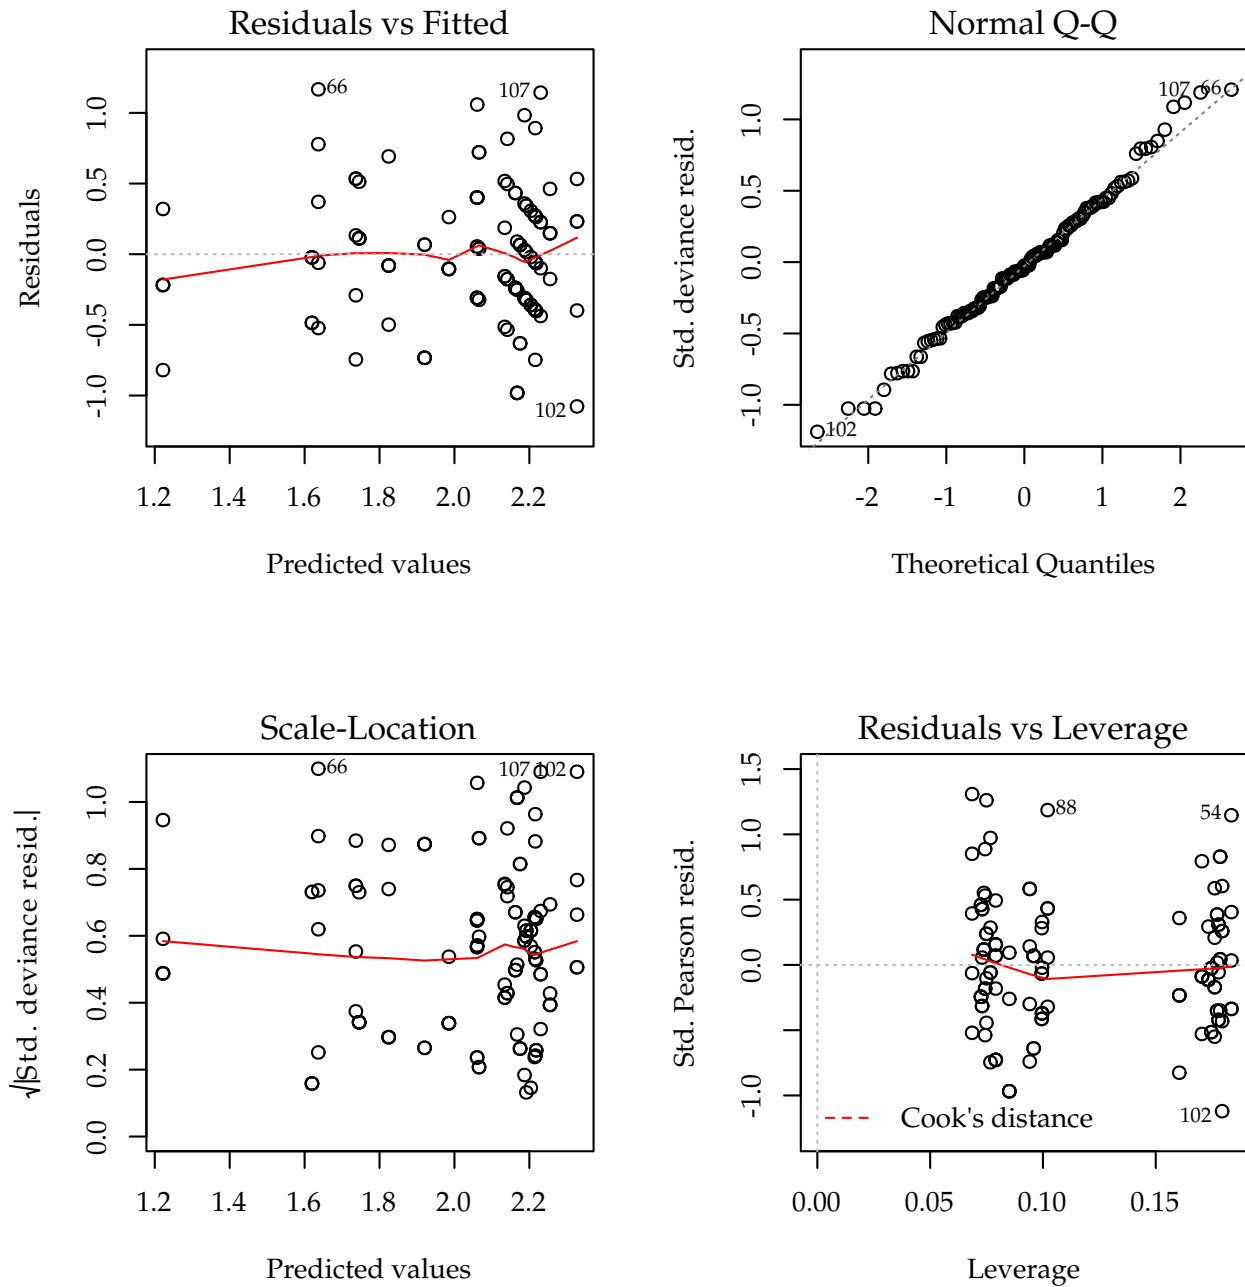 Residuals vs Fitted
Residuals
1.0
0.5
0.0
-0.5
-1.0
66
107
102
1.2 1.4 1.6 1.8 2.0 2.2
Predicted values
Normal Q-Q
Std. deviance resid.
1.0
0.5
0.0
-0.5
-1.0
107 66
102
-2 -1 0 1 2
Theoretical Quantiles
Scale-Location
√|Std. deviance resid.|
1.0
0.8
0.6
0.4
0.2
0.0
66
107 102
1.2 1.4 1.6 1.8 2.0 2.2
Predicted values
Residuals vs Leverage
Std. Pearson resid.
1.5
1.0
0.5
0.0
-1.0
88
54
102
Cook's distance
0.00 0.05 0.10 0.15
Leverage